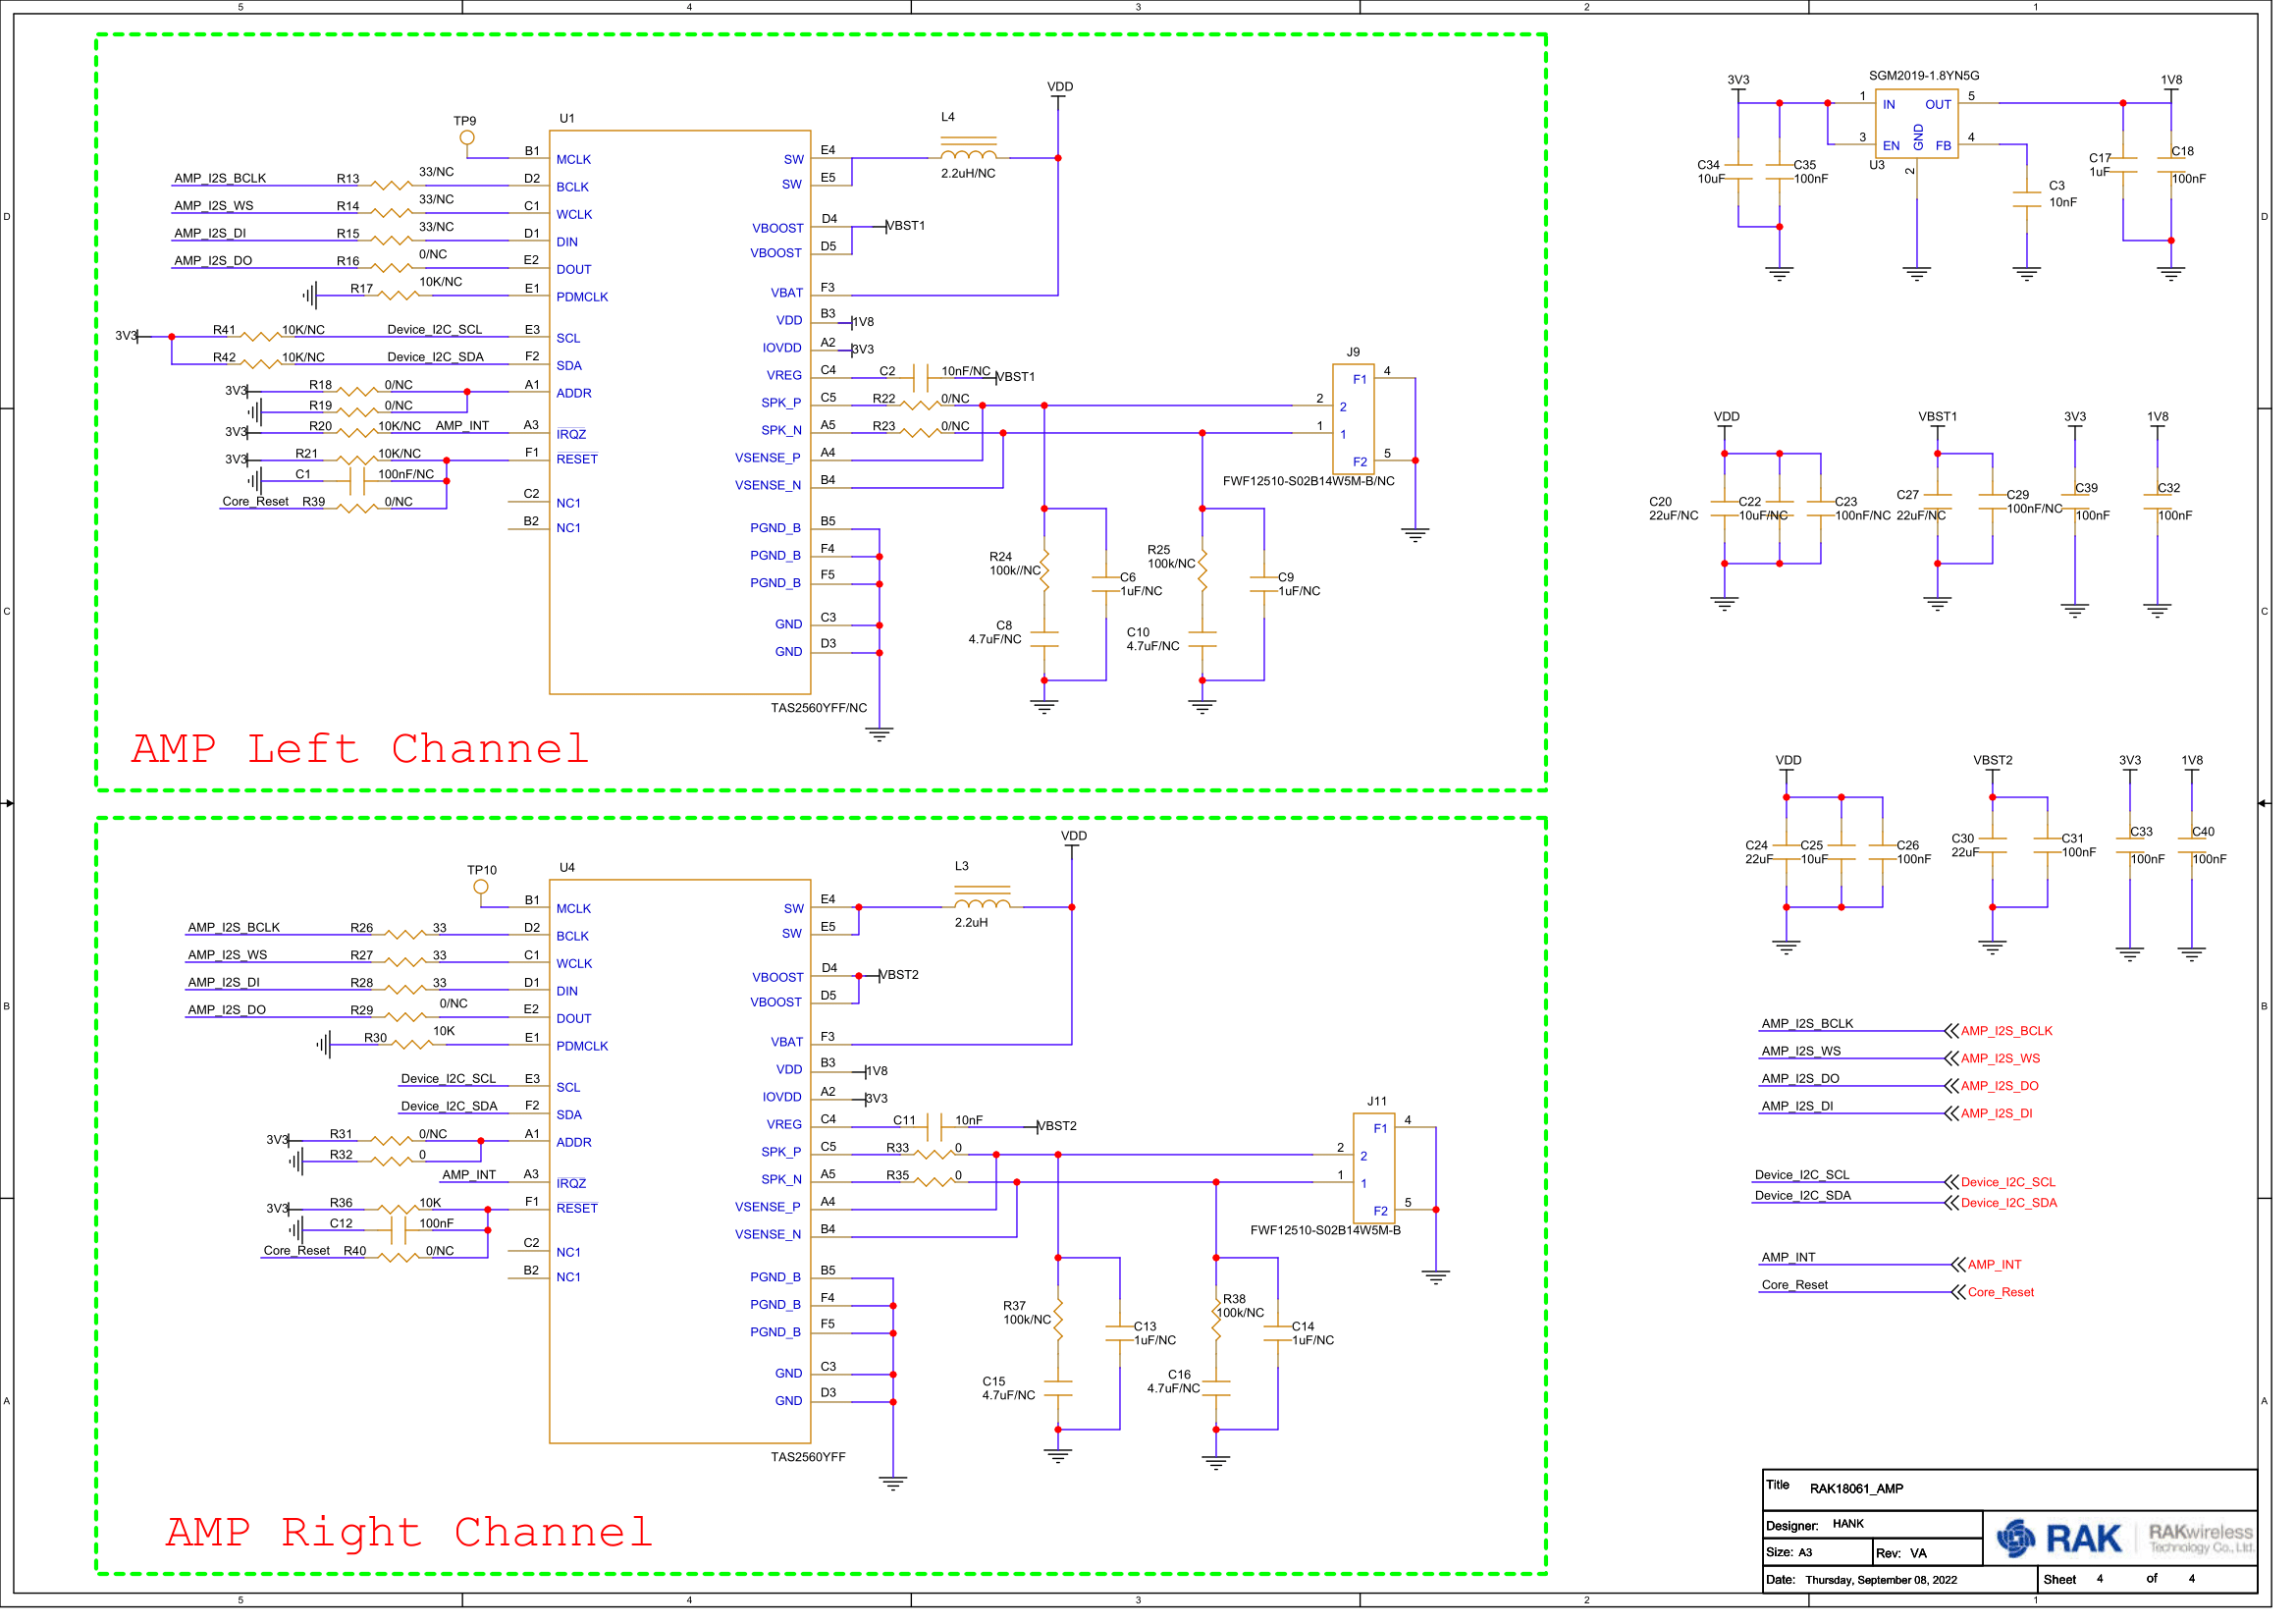 5 4 3 2 1
D
C
B
A
TP9
U1
B1 MCLK
AMP_I2S_BCLK R13 33/NC D2 BCLK
AMP_I2S_WS R14 33/NC C1 WCLK
AMP_I2S_DI R15 33/NC D1 DIN
AMP_I2S_DO R16 0/NC E2 DOUT
R17 10K/NC E1 PDMCLK
3V3 R41 10K/NC Device_I2C_SCL E3 SCL
R42 10K/NC Device_I2C_SDA F2 SDA
3V3 R18 0/NC A1 ADDR
R19 0/NC
3V3 R20 10K/NC AMP_INT A3 IRQZ
3V3 R21 10K/NC F1 RESET
C1 100nF/NC
Core_Reset R39 0/NC
C2 NC1
B2 NC1
SW E4
SW E5
L4
2.2uH/NC
VDD
VBOOST D4 VBST1
VBOOST D5
VBAT F3
VDD B3 1V8
IOVDD A2 3V3
VREG C4 C2 10nF/NC VBST1
SPK_P C5 R22 0/NC
SPK_N A5 R23 0/NC
VSENSE_P A4
VSENSE_N B4
PGND_B B5
PGND_B F4
PGND_B F5
GND C3
GND D3
TAS2560YFF/NC
J9
2 2 F1 4
1 1 F2 5
FWF12510-S02B14W5M-B/NC
R24
100k//NC
C6
1uF/NC
C8
4.7uF/NC
R25
100k/NC
C9
1uF/NC
C10
4.7uF/NC
AMP Left Channel
TP10
U4
B1 MCLK
AMP_I2S_BCLK R26 33 D2 BCLK
AMP_I2S_WS R27 33 C1 WCLK
AMP_I2S_DI R28 33 D1 DIN
AMP_I2S_DO R29 0/NC E2 DOUT
R30 10K E1 PDMCLK
Device_I2C_SCL E3 SCL
Device_I2C_SDA F2 SDA
3V3 R31 0/NC A1 ADDR
R32 0
AMP_INT A3 IRQZ
3V3 R36 10K F1 RESET
C12 100nF
Core_Reset R40 0/NC
C2 NC1
B2 NC1
SW E4
SW E5
L3
2.2uH
VDD
VBOOST D4 VBST2
VBOOST D5
VBAT F3
VDD B3 1V8
IOVDD A2 3V3
VREG C4 C11 10nF VBST2
SPK_P C5 R33 0
SPK_N A5 R35 0
VSENSE_P A4
VSENSE_N B4
PGND_B B5
PGND_B F4
PGND_B F5
GND C3
GND D3
TAS2560YFF
J11
2 2 F1 4
1 1 F2 5
FWF12510-S02B14W5M-B
R37
100k/NC
C13
1uF/NC
C15
4.7uF/NC
R38
100k/NC
C14
1uF/NC
C16
4.7uF/NC
AMP Right Channel
SGM2019-1.8YN5G
3V3 1 IN OUT 5 1V8
3 EN GND FB 4
U3
2
C34
10uF
C35
100nF
C3
10nF
C17
1uF
C18
100nF
VDD VBST1 3V3 1V8
C20
22uF/NC
C22
10uF/NC
C23
100nF/NC
C27
22uF/NC
C29
100nF/NC
C39
100nF
C32
100nF
VDD VBST2 3V3 1V8
C24
22uF
C25
10uF
C26
100nF
C30
22uF
C31
100nF
C33
100nF
C40
100nF
AMP_I2S_BCLK AMP_I2S_BCLK
AMP_I2S_WS AMP_I2S_WS
AMP_I2S_DO AMP_I2S_DO
AMP_I2S_DI AMP_I2S_DI
Device_I2C_SCL Device_I2C_SCL
Device_I2C_SDA Device_I2C_SDA
AMP_INT AMP_INT
Core_Reset Core_Reset
Title RAK18061_AMP
Designer: HANK
Size: A3 Rev: VA
RAK RAKwireless
Technology Co., Ltd.
Date: Thursday, September 08, 2022 Sheet 4 of 4
D
C
B
A
5 4 3 2 1